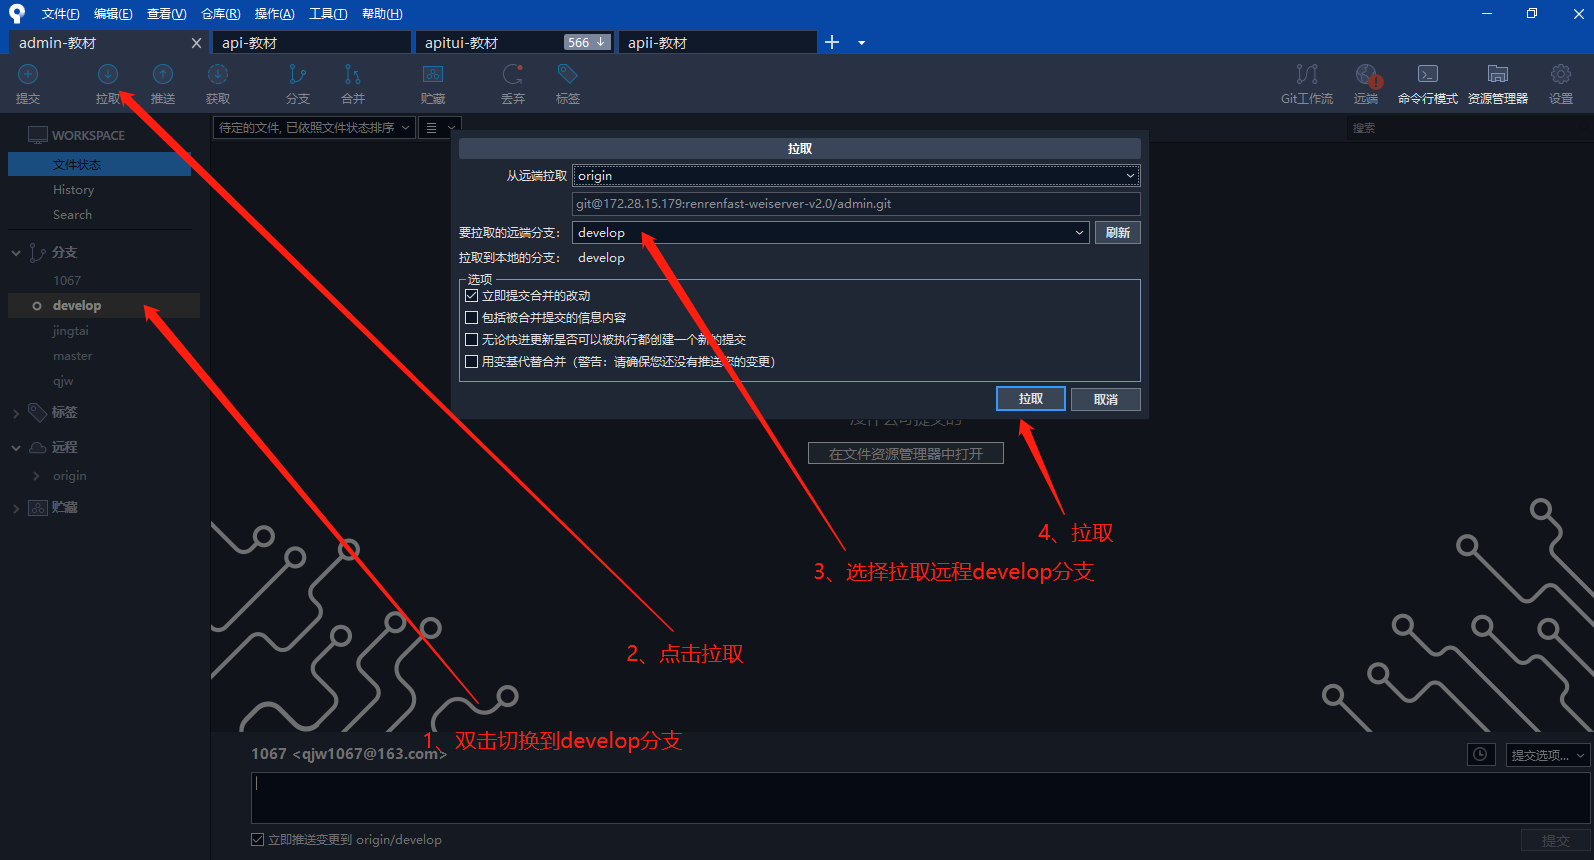 文件(F) 编辑(E) 查看(V) 仓库(R) 操作(A) 工具(T) 帮助(H)
admin-教材 api-教材 apitui-教材 566 apii-教材
提交 拉取 推送 获取 分支 合并 贮藏 丢弃 标签 Git工作流 远端 命令行模式 资源管理器 设置
WORKSPACE
文件状态
History
Search
分支
1067
develop
jingtai
master
qjw
标签
远程
origin
贮藏
待定的文件, 已依照文件状态排序
搜索
拉取
从远端拉取 origin
git@172.28.15.179:renrenfast-weiserver-v2.0/admin.git
要拉取的远端分支: develop 刷新
拉取到本地的分支: develop
选项
立即提交合并的改动
包括被合并提交的信息内容
无论快进更新是否可以被执行都创建一个新的提交
用变基代替合并（警告：请确保您还没有推送您的变更）
拉取 取消
在文件资源管理器中打开
4、拉取
3、选择拉取远程develop分支
2、点击拉取
1、双击切换到develop分支
1067 <qjw1067@163.com>
提交选项...
立即推送变更到 origin/develop
提交